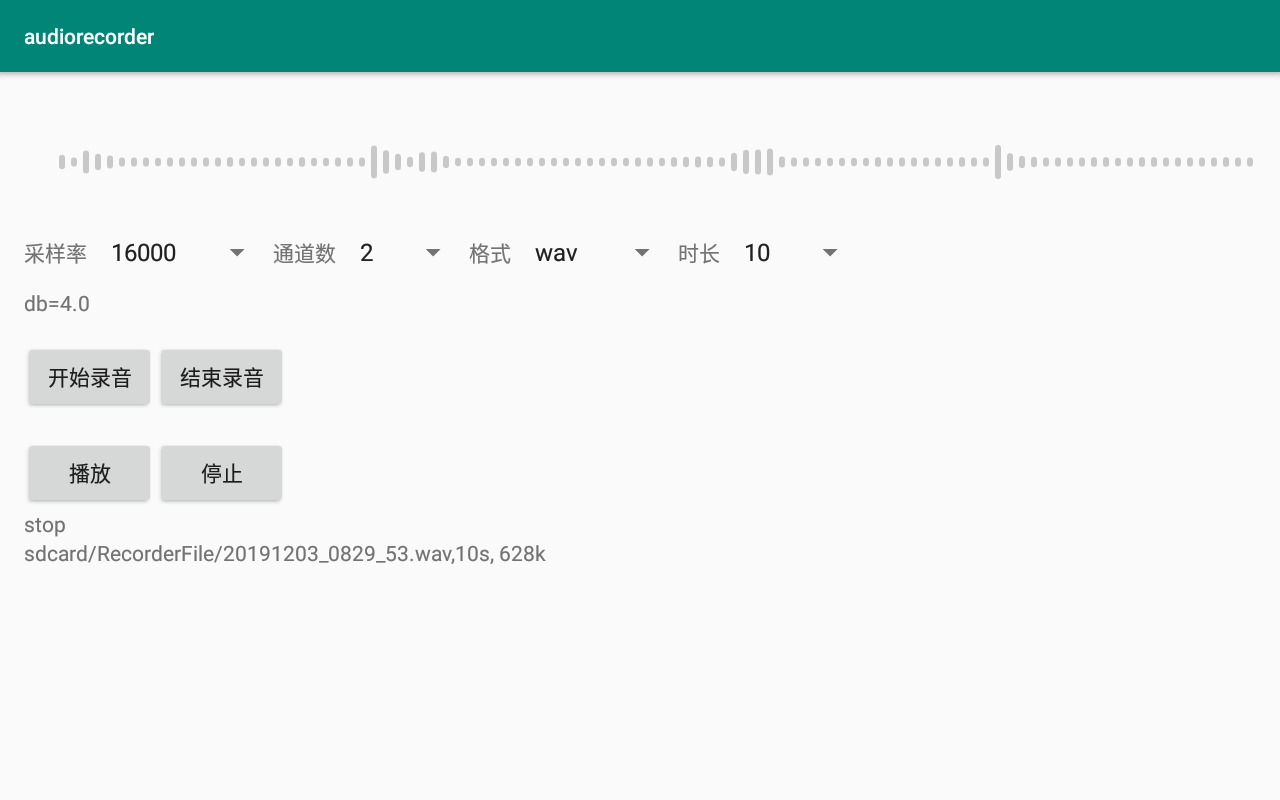 audiorecorder
采样率 16000 通道数 2 格式 wav 时长 10
db=4.0
开始录音 结束录音
播放 停止
stop
sdcard/RecorderFile/20191203_0829_53.wav,10s, 628k